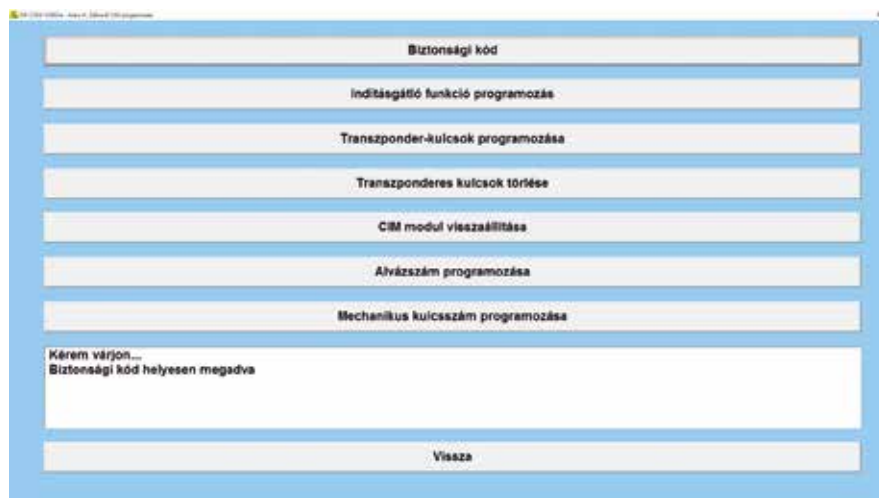 Biztonsági kód
Indításgátló funkció programozás
Transzponder-kulcsok programozása
Transzponderes kulcsok törlése
CIM modul visszaállítása
Alvázszám programozása
Mechanikus kulcsszám programozása
Kérem várjon...
Biztonsági kód helyesen megadva
Vissza